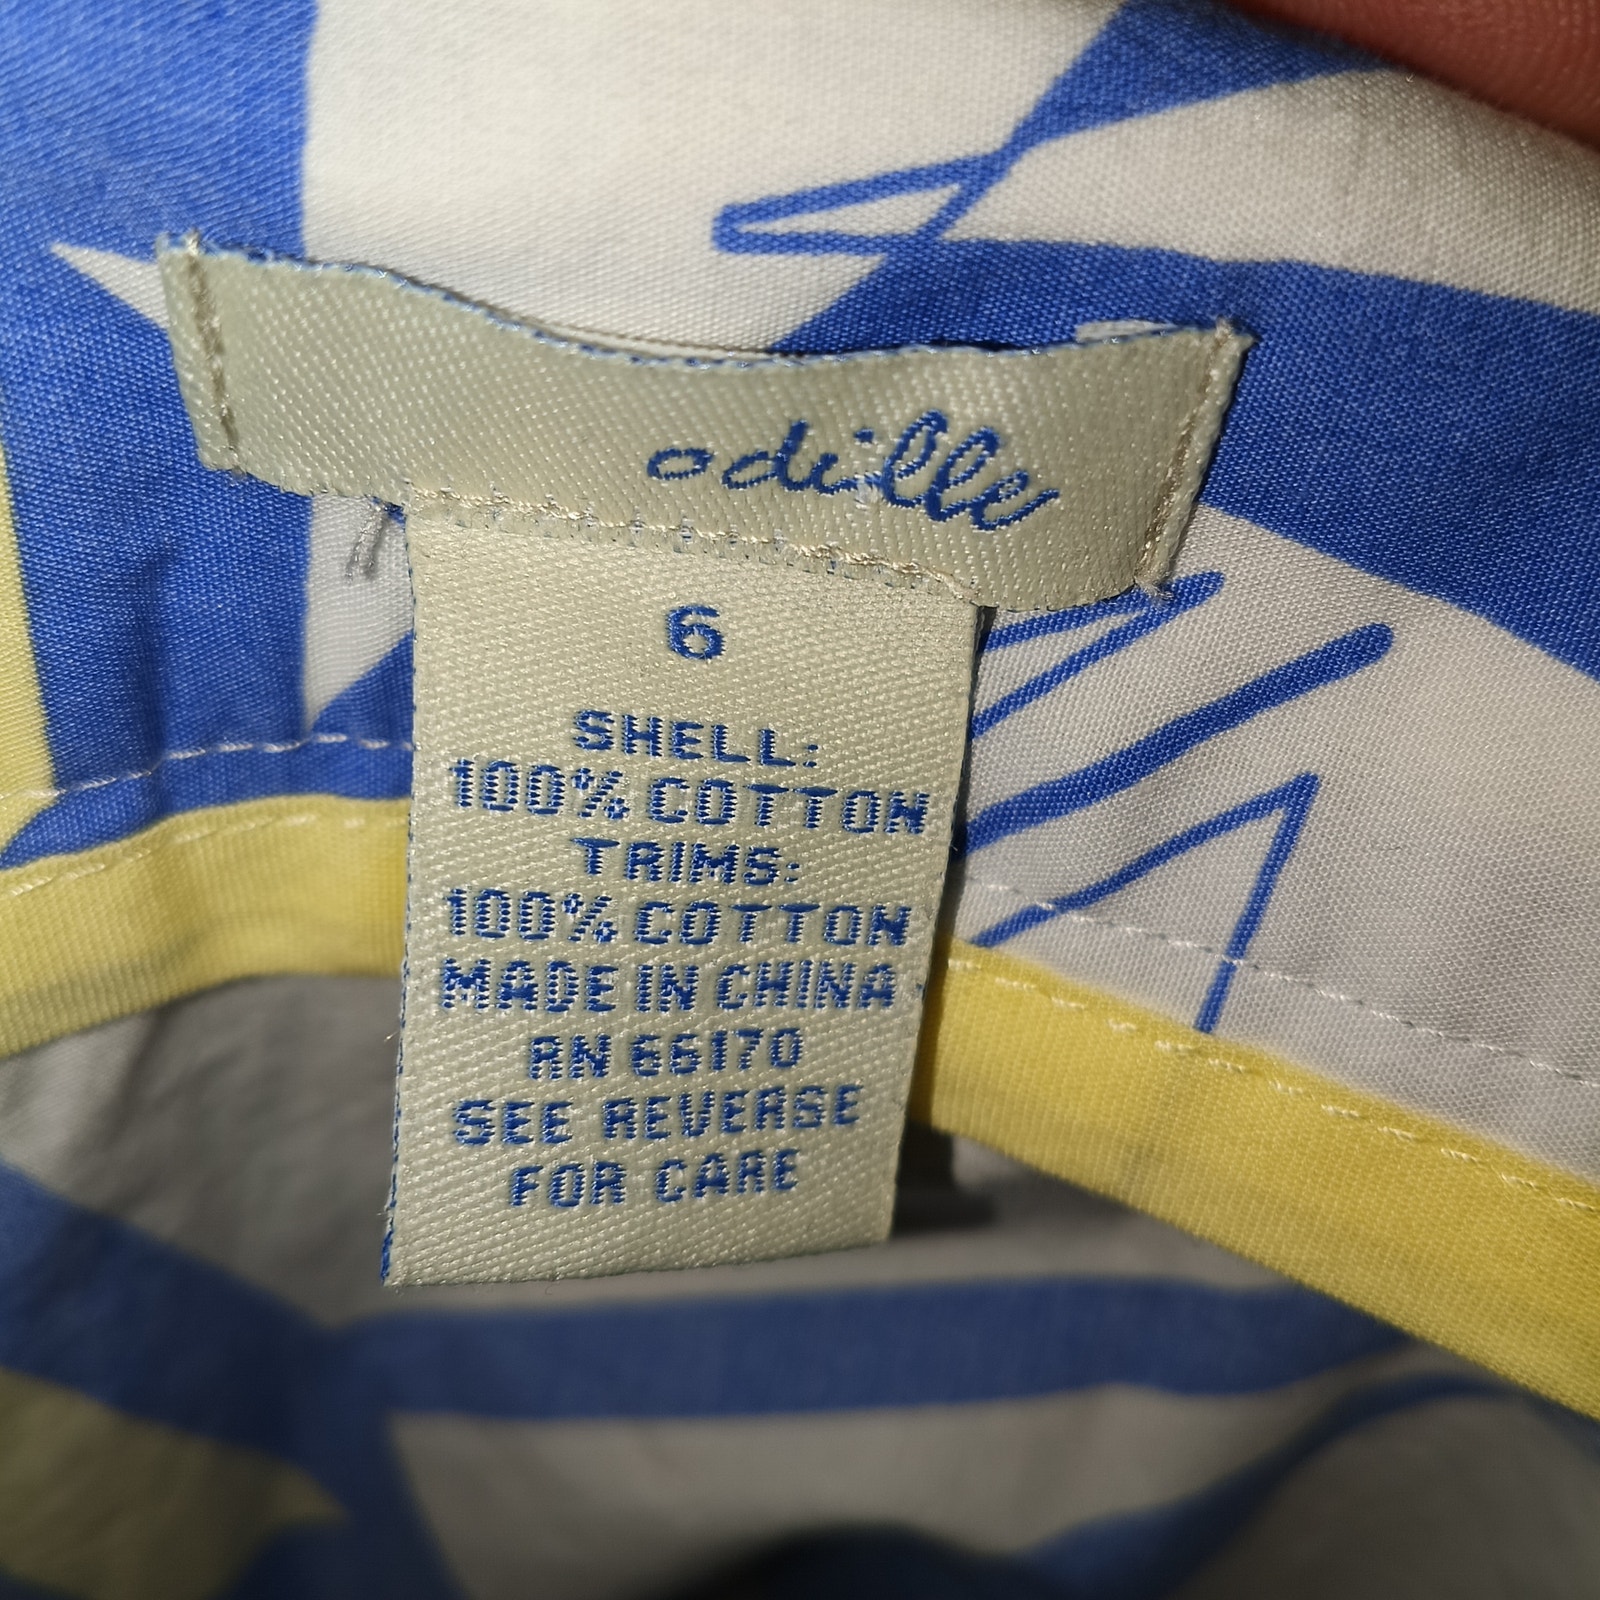 odille
6
SHELL:
100% COTTON
TRIMS:
100% COTTON
MADE IN CHINA
RN 66170
SEE REVERSE
FOR CARE